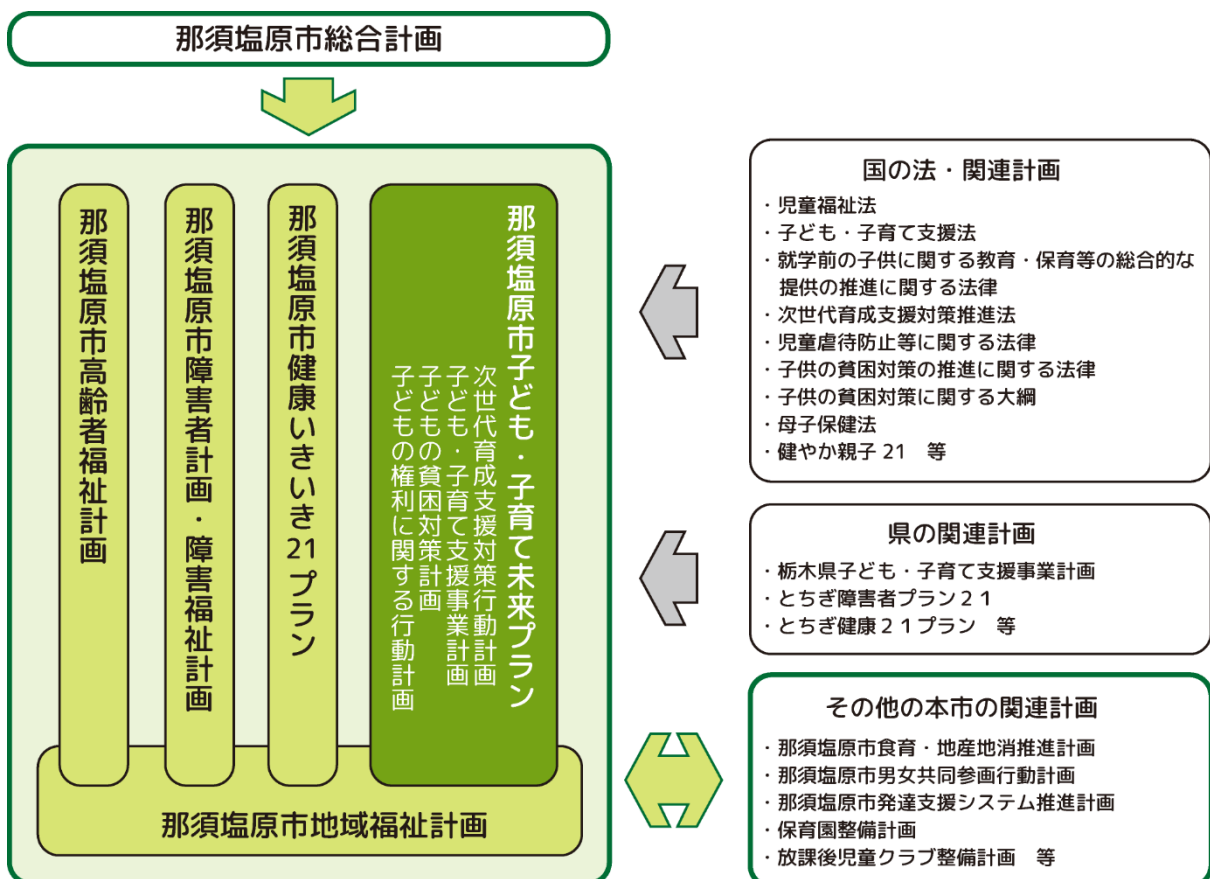 那須塩原市総合計画
那須塩原市高齢者福祉計画
那須塩原市障害者計画・障害福祉計画
那須塩原市健康いきいき21プラン
那須塩原市子ども・子育て未来プラン
次世代育成支援対策行動計画
子ども・子育て支援事業計画
子どもの貧困対策計画
子どもの権利に関する行動計画
那須塩原市地域福祉計画
国の法・関連計画
・児童福祉法
・子ども・子育て支援法
・就学前の子供に関する教育・保育等の総合的な
提供の推進に関する法律
・次世代育成支援対策推進法
・児童虐待防止等に関する法律
・子供の貧困対策の推進に関する法律
・子供の貧困対策に関する大綱
・母子保健法
・健やか親子 21　等
県の関連計画
・栃木県子ども・子育て支援事業計画
・とちぎ障害者プラン２１
・とちぎ健康２１プラン　等
その他の本市の関連計画
・那須塩原市食育・地産地消推進計画
・那須塩原市男女共同参画行動計画
・那須塩原市発達支援システム推進計画
・保育園整備計画
・放課後児童クラブ整備計画　等